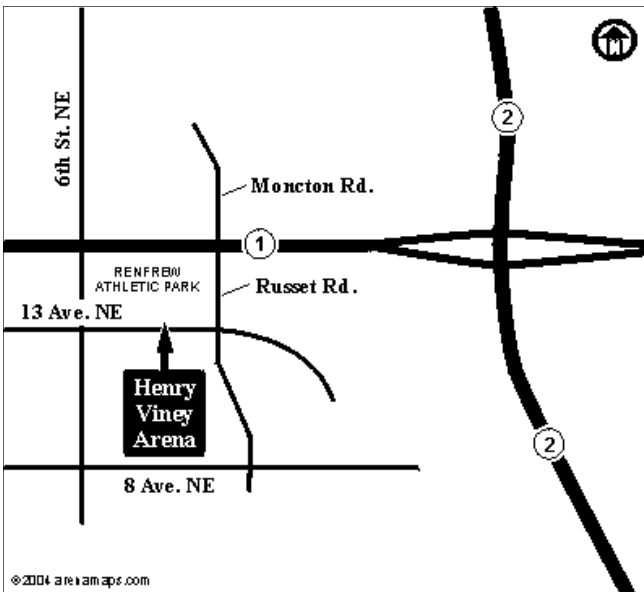 2
6th St. NE
Moncton Rd.
1
RENFREW
ATHLETIC PARK
Russet Rd.
13 Ave. NE
Henry
Viney
Arena
2
8 Ave. NE
©2004 arenamaps.com